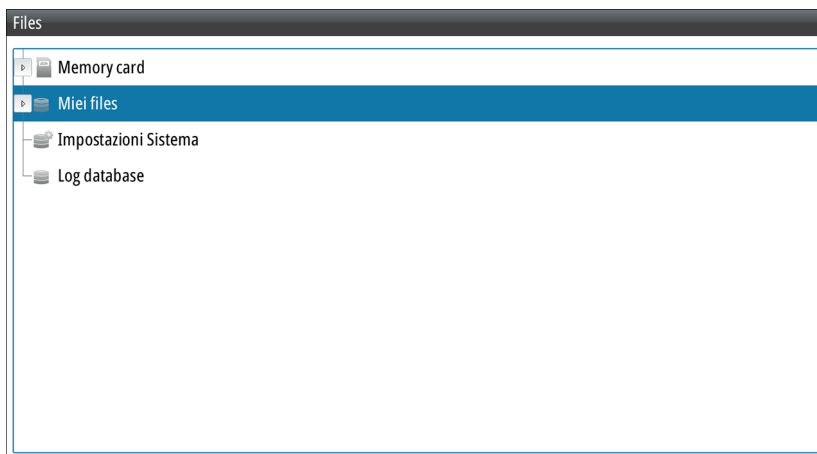 Files
Memory card
Miei files
Impostazioni Sistema
Log database